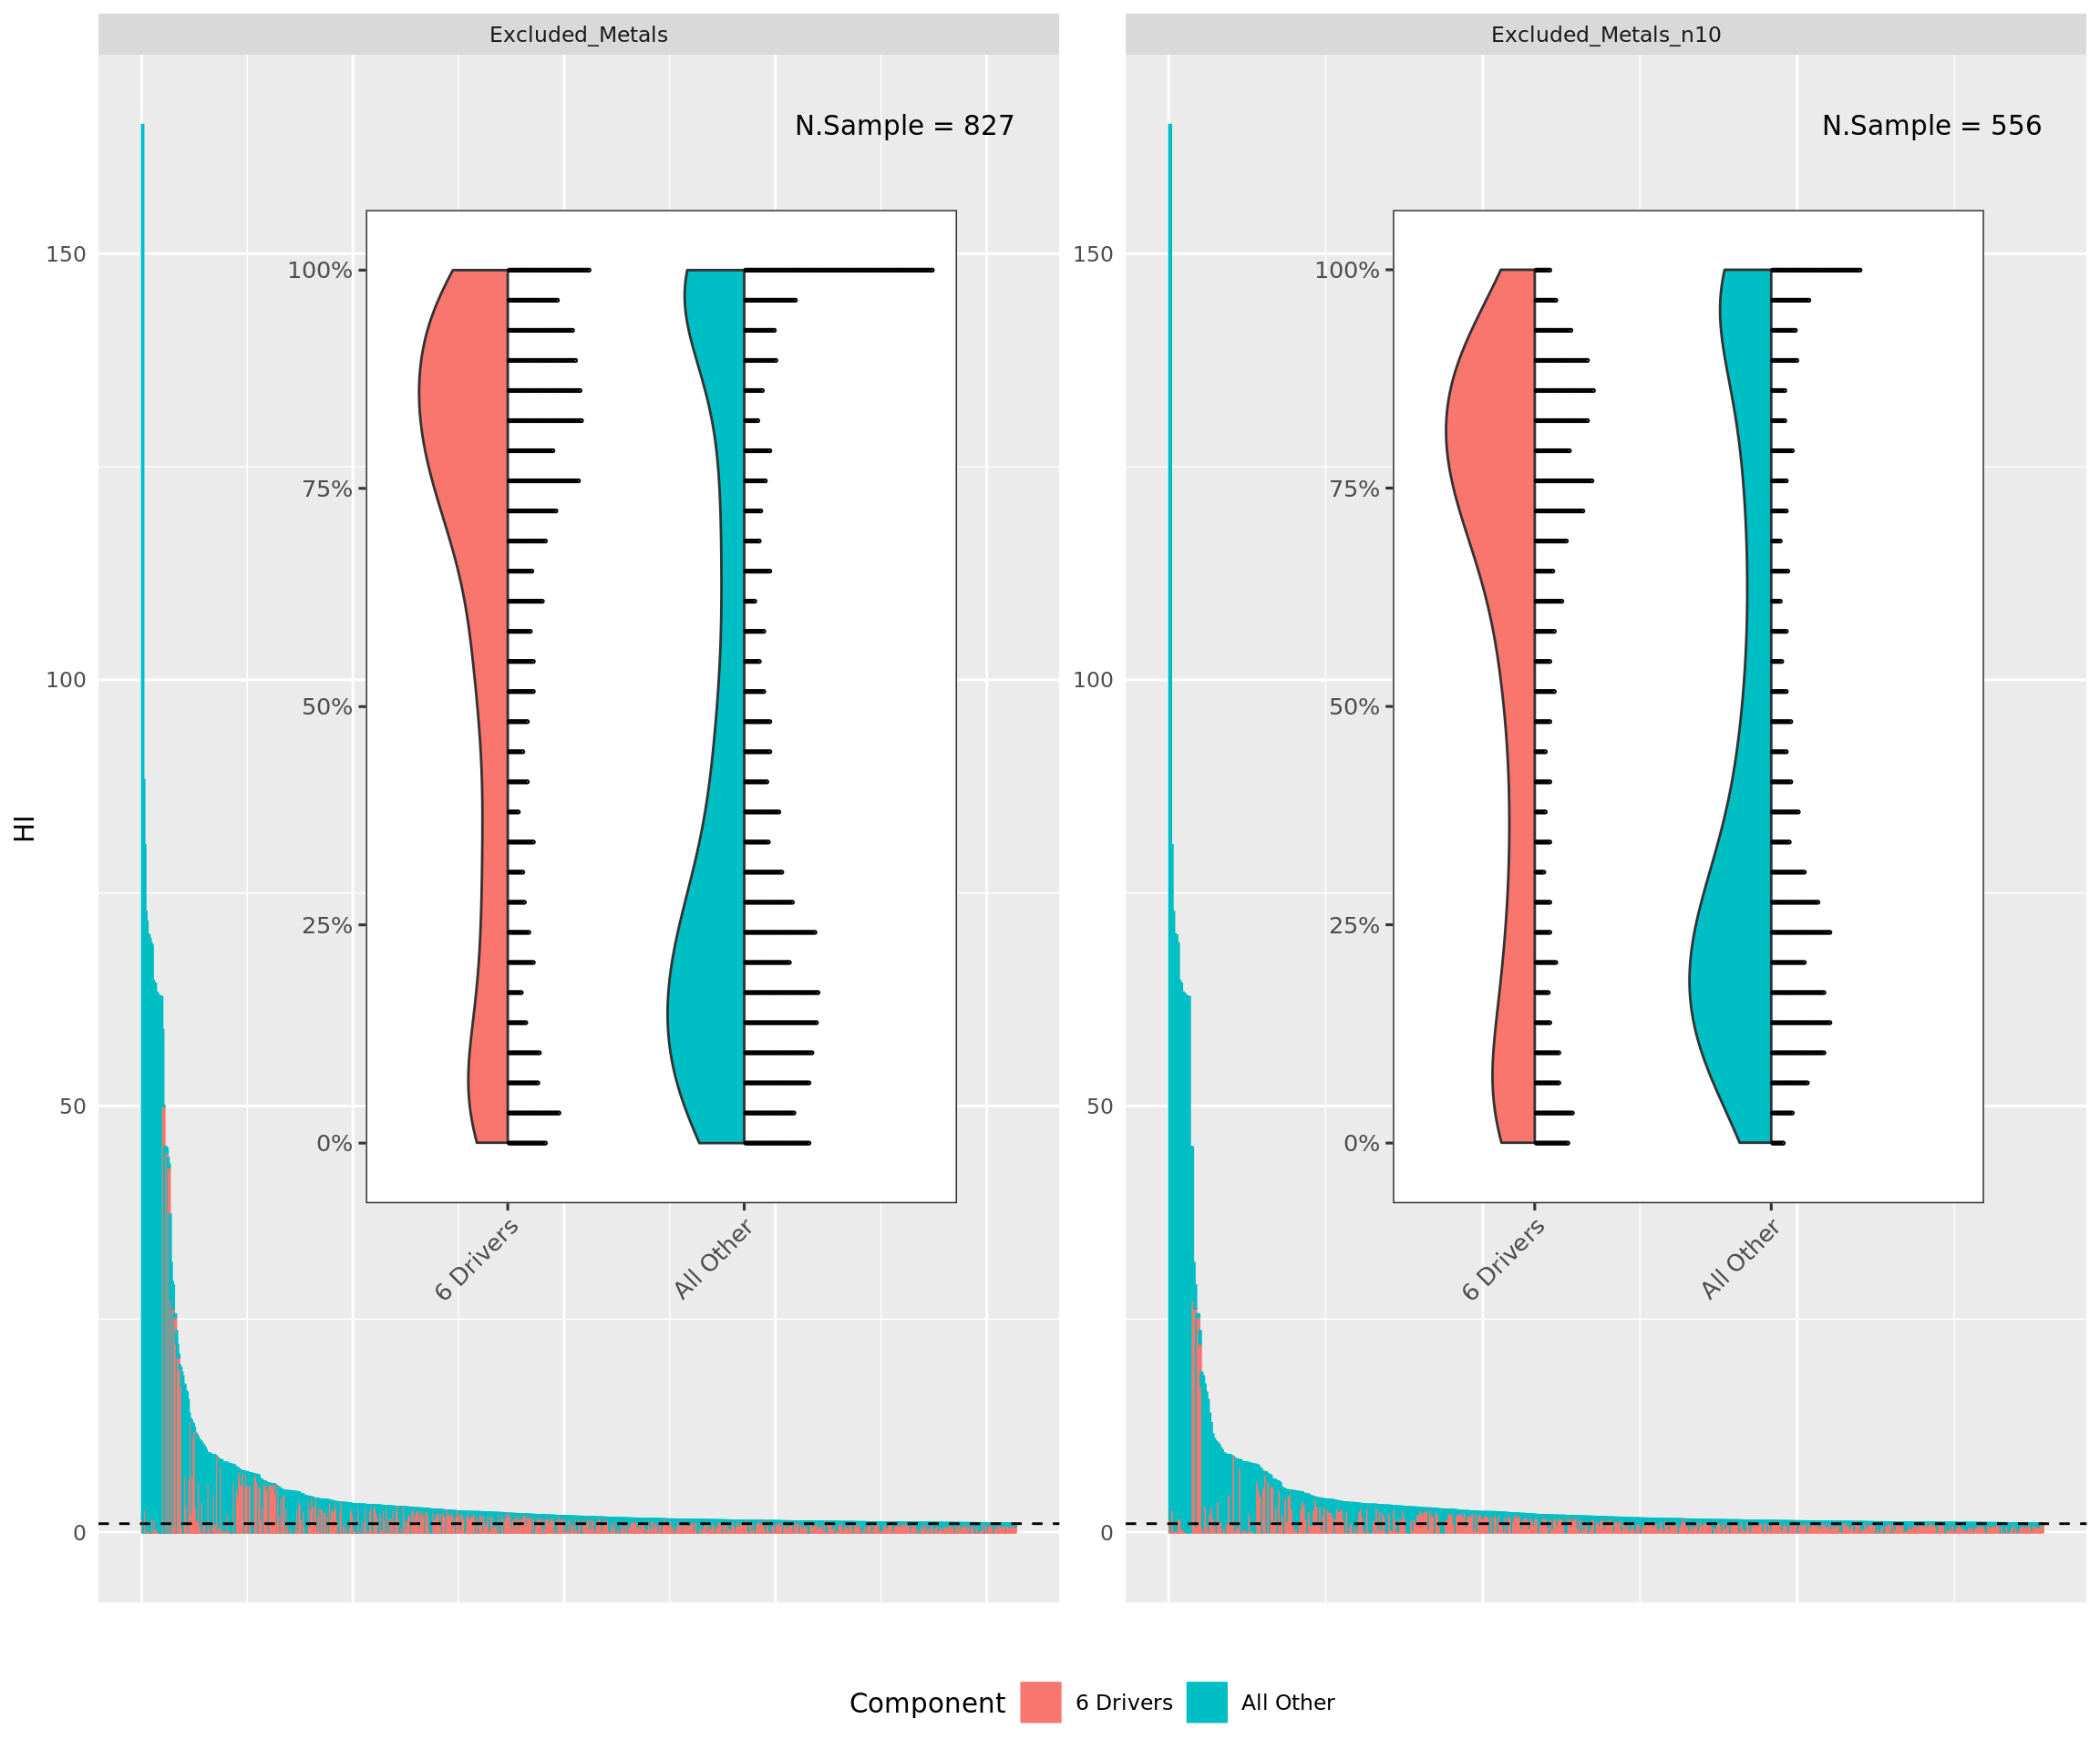 Excluded_Metals
Excluded_Metals_n10
N.Sample = 827
N.Sample = 556
HI
150
100
50
0
100%
75%
50%
25%
0%
6 Drivers
All Other
150
100
50
0
100%
75%
50%
25%
0%
6 Drivers
All Other
Component 6 Drivers All Other